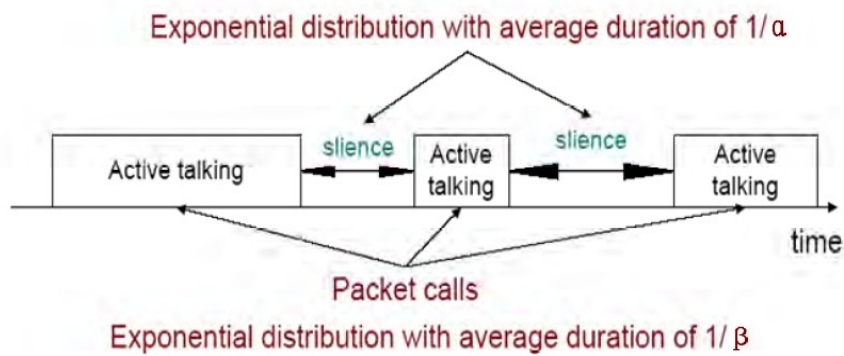 Exponential distribution with average duration of 1/ α
slience
slience
Active talking
Active
talking
Active
talking
time
Packet calls
Exponential distribution with average duration of 1/ β